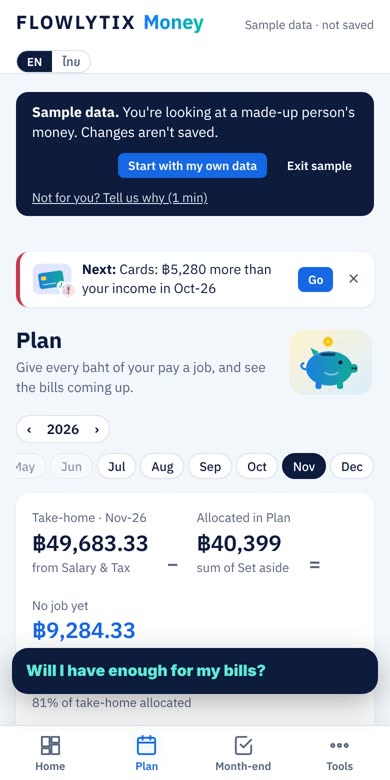 FLOWLYTIX Money
Sample data · not saved
EN ไทย
Sample data. You're looking at a made-up person's
money. Changes aren't saved.
Start with my own data
Exit sample
Not for you? Tell us why (1 min)
Next: Cards: ฿5,280 more than
your income in Oct-26
Go ✕
Plan
Give every baht of your pay a job, and see
the bills coming up.
‹ 2026 ›
May Jun Jul Aug Sep Oct Nov Dec
Take-home · Nov-26
฿49,683.33
from Salary & Tax
–
Allocated in Plan
฿40,399
sum of Set aside
=
No job yet
฿9,284.33
Will I have enough for my bills?
81% of take-home allocated
Home Plan Month-end Tools